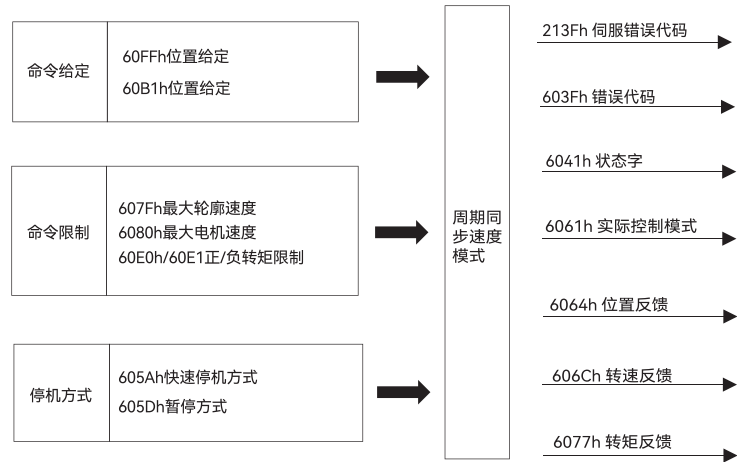 命令给定
60FFh位置给定
60B1h位置给定
命令限制
607Fh最大轮廓速度
6080h最大电机速度
60E0h/60E1正/负转矩限制
停机方式
605Ah快速停机方式
605Dh暂停方式
周期同
步速度
模式
213Fh 伺服错误代码
603Fh 错误代码
6041h 状态字
6061h 实际控制模式
6064h 位置反馈
606Ch 转速反馈
6077h 转矩反馈